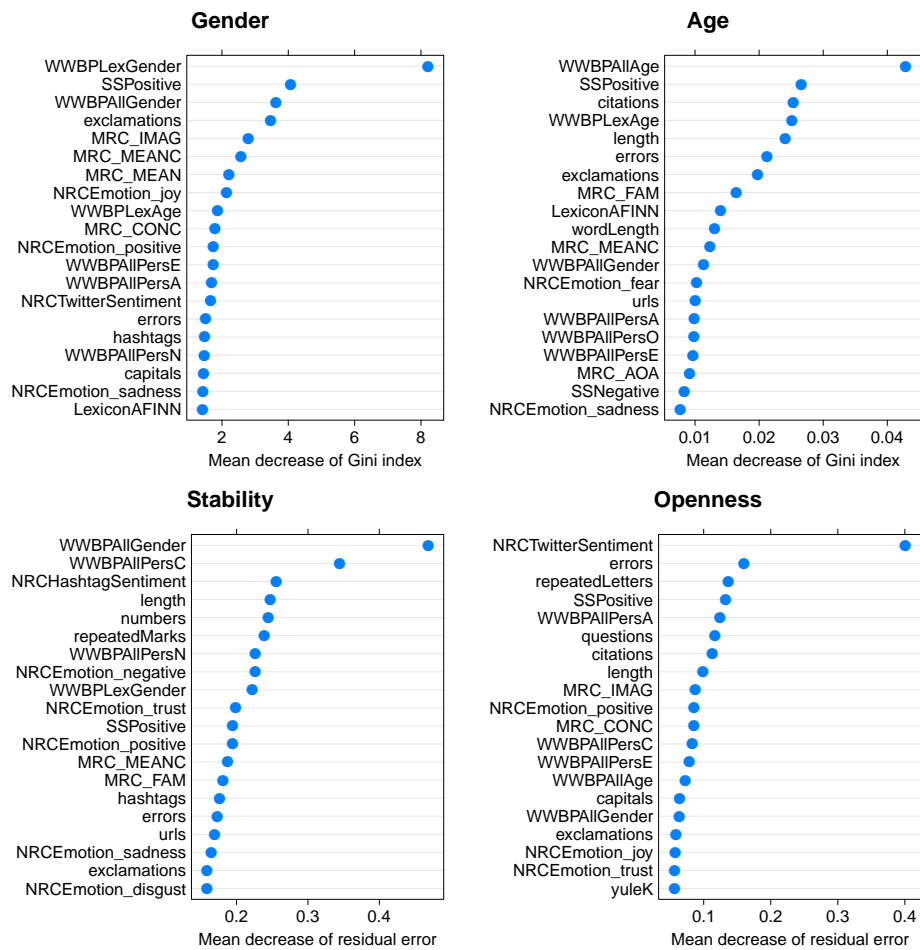 Gender
WWBPLexGender
SSPositive
WWBPAllGender
exclamations
MRC_IMAG
MRC_MEANC
MRC_MEAN
NRCEmotion_joy
WWBPLexAge
MRC_CONC
NRCEmotion_positive
WWBPAllPersE
WWBPAllPersA
NRCTwitterSentiment
errors
hashtags
WWBPAllPersN
capitals
NRCEmotion_sadness
LexiconAFINN
2 4 6 8
Mean decrease of Gini index
Age
WWBPAllAge
SSPositive
citations
WWBPLexAge
length
errors
exclamations
MRC_FAM
LexiconAFINN
wordLength
MRC_MEANC
WWBPAllGender
NRCEmotion_fear
urls
WWBPAllPersA
WWBPAllPersO
WWBPAllPersE
MRC_AOA
SSNegative
NRCEmotion_sadness
0.01 0.02 0.03 0.04
Mean decrease of Gini index
Stability
WWBPAllGender
WWBPAllPersC
NRCHashtagSentiment
length
numbers
repeatedMarks
WWBPAllPersN
NRCEmotion_negative
WWBPLexGender
NRCEmotion_trust
SSPositive
NRCEmotion_positive
MRC_MEANC
MRC_FAM
hashtags
errors
urls
NRCEmotion_sadness
exclamations
NRCEmotion_disgust
0.2 0.3 0.4
Mean decrease of residual error
Openness
NRCTwitterSentiment
errors
repeatedLetters
SSPositive
WWBPAllPersA
questions
citations
length
MRC_IMAG
NRCEmotion_positive
MRC_CONC
WWBPAllPersC
WWBPAllPersE
WWBPAllAge
capitals
WWBPAllGender
exclamations
NRCEmotion_joy
NRCEmotion_trust
yuleK
0.1 0.2 0.3 0.4
Mean decrease of residual error